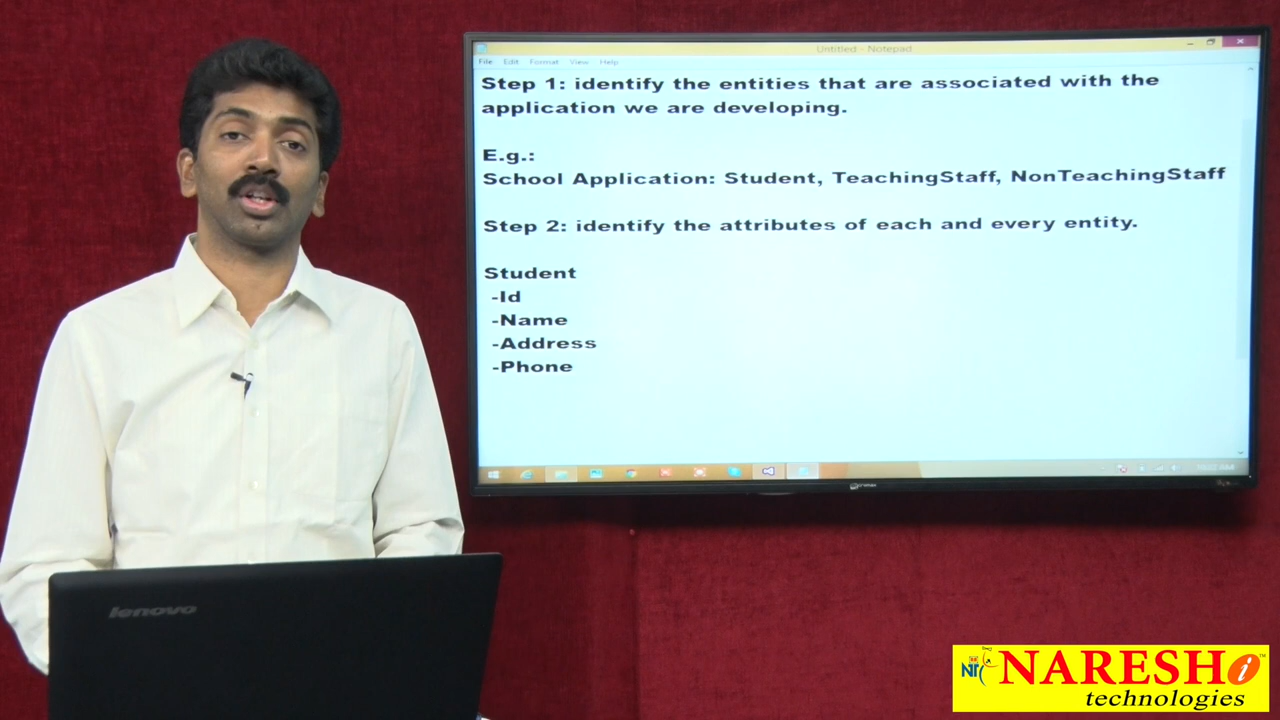 Untitled - Notepad
File Edit Format View Help
Step 1: identify the entities that are associated with the
application we are developing.
E.g.:
School Application: Student, TeachingStaff, NonTeachingStaff
Step 2: identify the attributes of each and every entity.
Student
-Id
-Name
-Address
-Phone
lenovo
NT
NARESH i
technologies